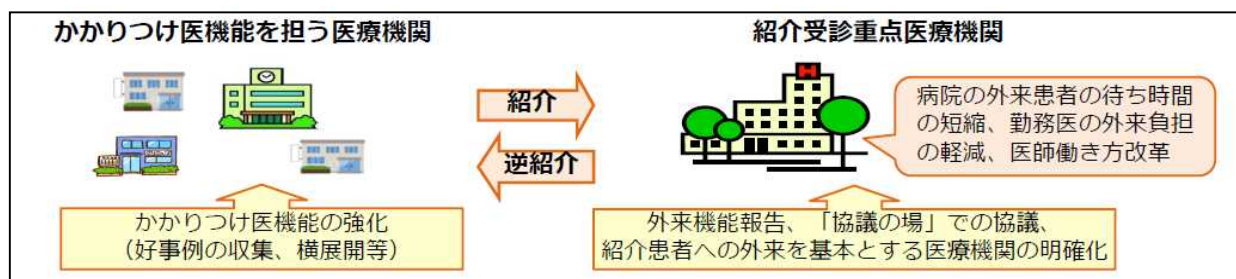 かかりつけ医機能を担う医療機関
紹介受診重点医療機関
紹介
逆紹介
病院の外来患者の待ち時間
の短縮、勤務医の外来負担
の軽減、医師働き方改革
かかりつけ医機能の強化
（好事例の収集、横展開等）
外来機能報告、「協議の場」での協議、
紹介患者への外来を基本とする医療機関の明確化
H